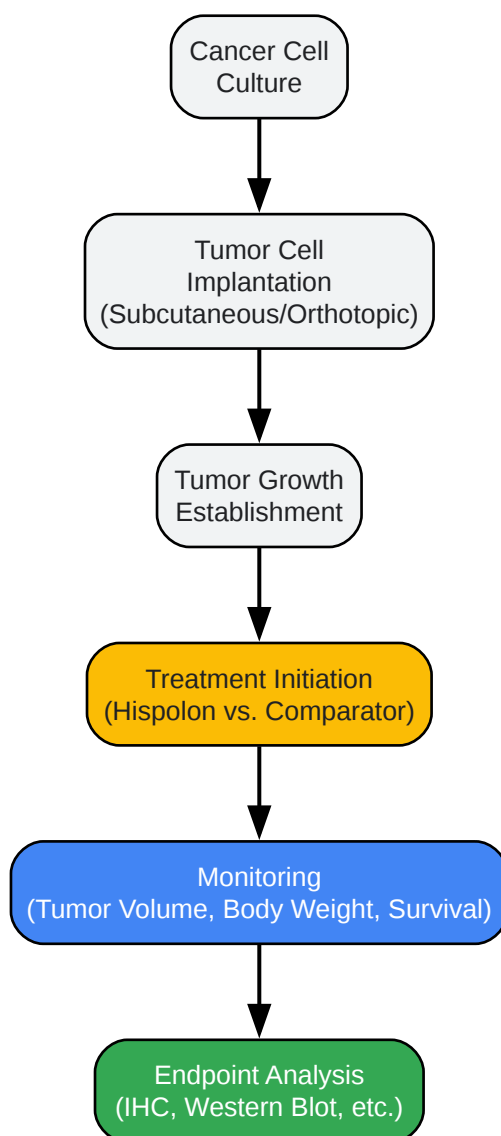 Cancer Cell
Culture
Tumor Cell
Implantation
(Subcutaneous/Orthotopic)
Tumor Growth
Establishment
Treatment Initiation
(Hispolon vs. Comparator)
Monitoring
(Tumor Volume, Body Weight, Survival)
Endpoint Analysis
(IHC, Western Blot, etc.)